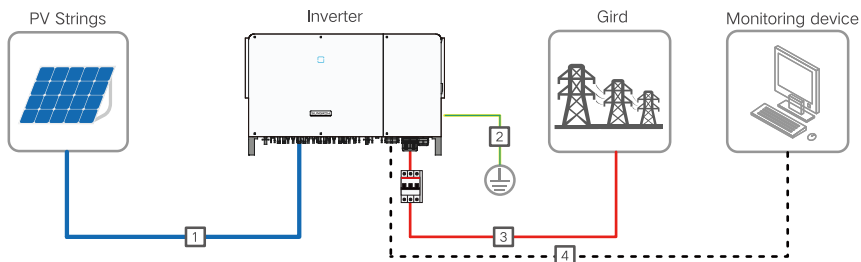 PV Strings
Inverter
Gird
Monitoring device
2
1
3
4